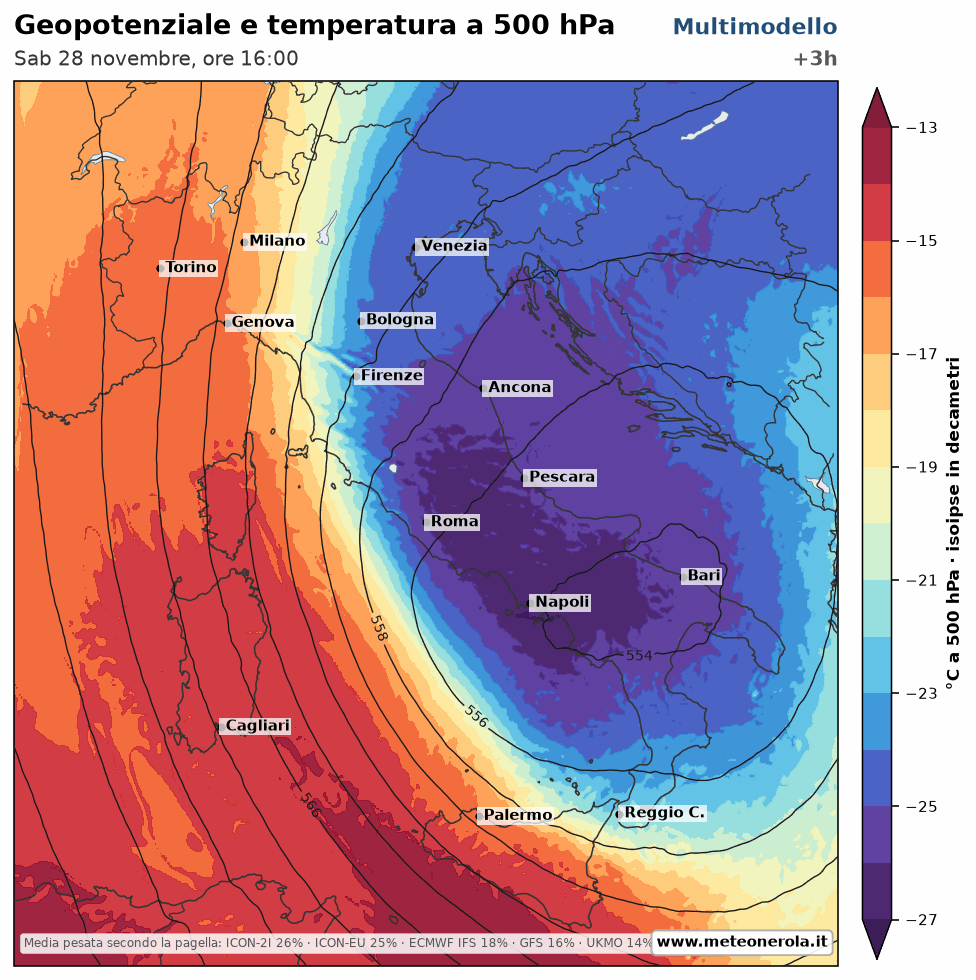 Geopotenziale e temperatura a 500 hPa
Multimodello
Sab 28 novembre, ore 16:00
+3h
Milano
Venezia
Torino
Genova
Bologna
Firenze
Ancona
Pescara
Roma
Bari
Napoli
558
554
556
Cagliari
566
Palermo
Reggio C.
−13
−15
−17
−19
−21
−23
−25
−27
°C a 500 hPa · isoipse in decametri
Media pesata secondo la pagella: ICON-2I 26% · ICON-EU 25% · ECMWF IFS 18% · GFS 16% · UKMO 14%
www.meteonerola.it